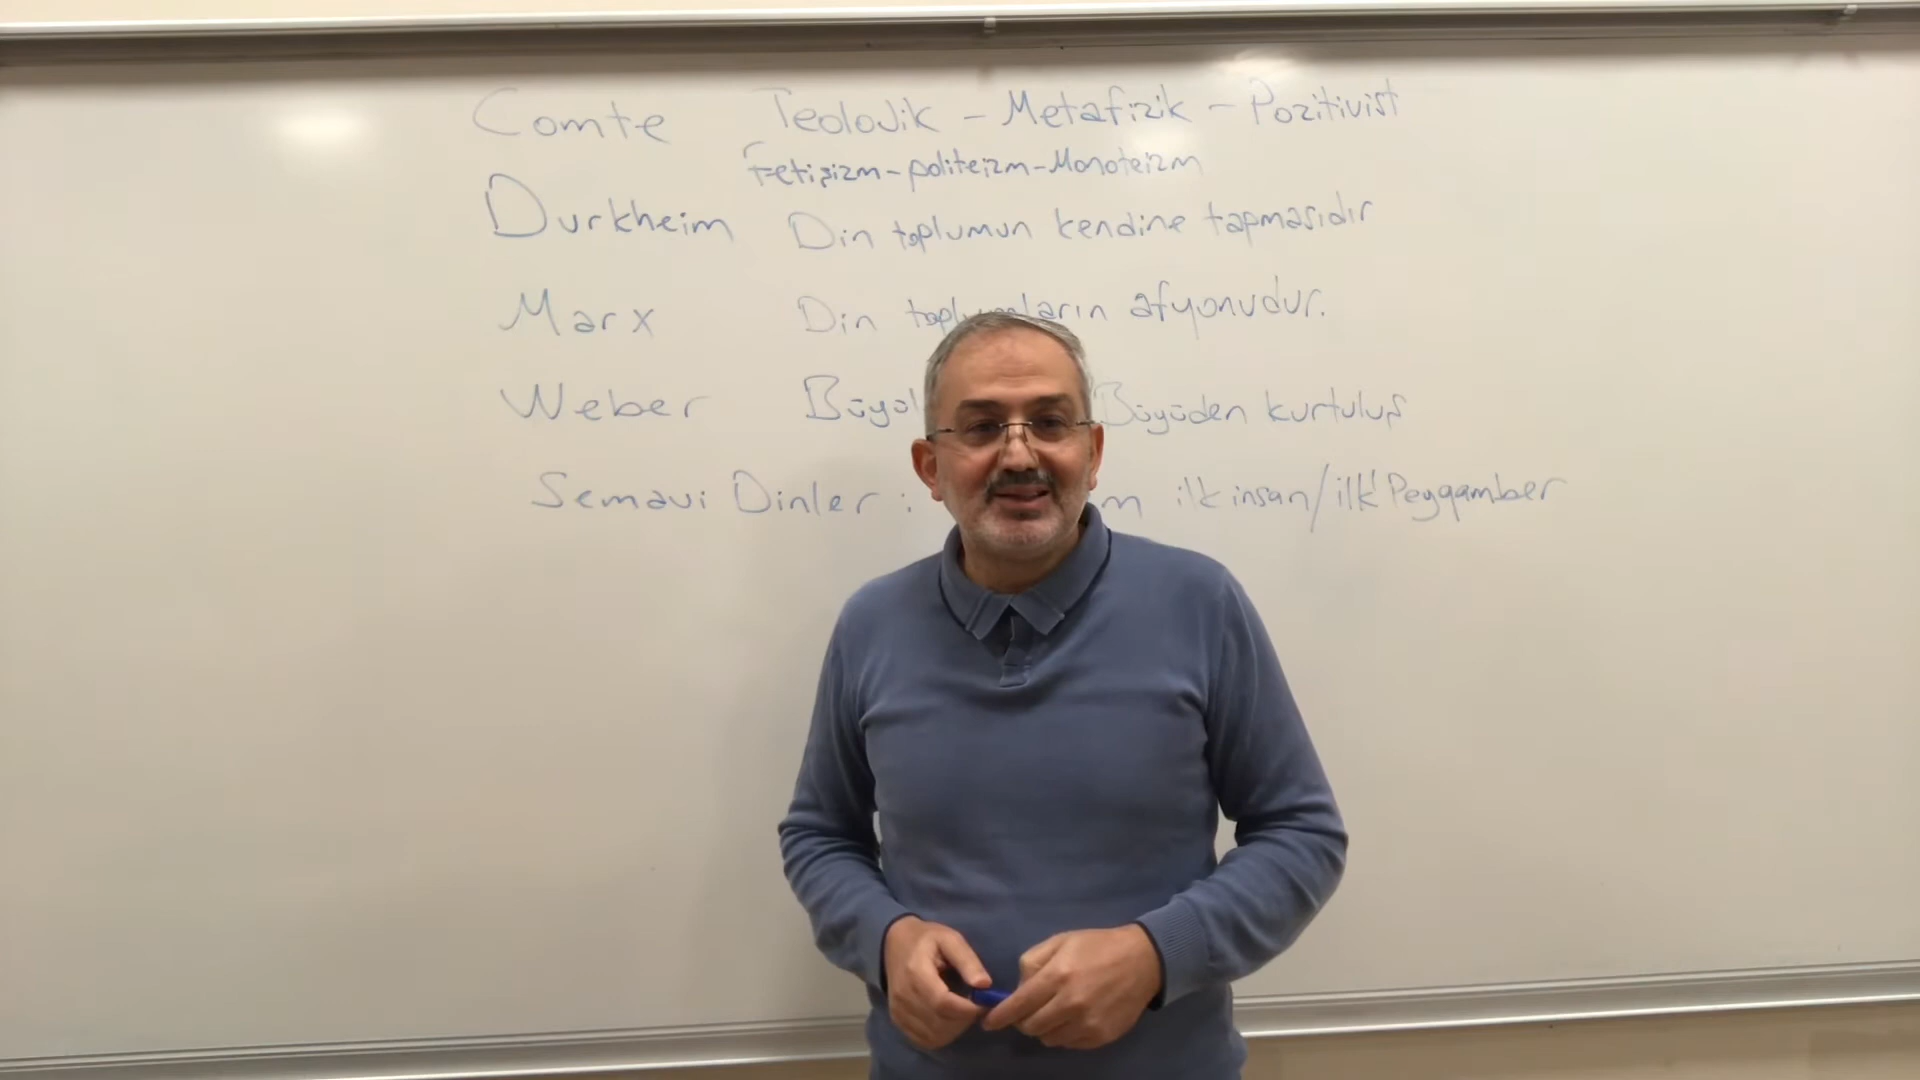 Comte Teolojik - Metafizik - Pozitivist
Fetişizm - politeizm - Monoteizm
Durkheim Din toplumun kendine tapmasıdır
Marx Din afyonudur.
Weber Büyüden kurtuluş
Semavi Dinler : ilk insan / ilk Peygamber